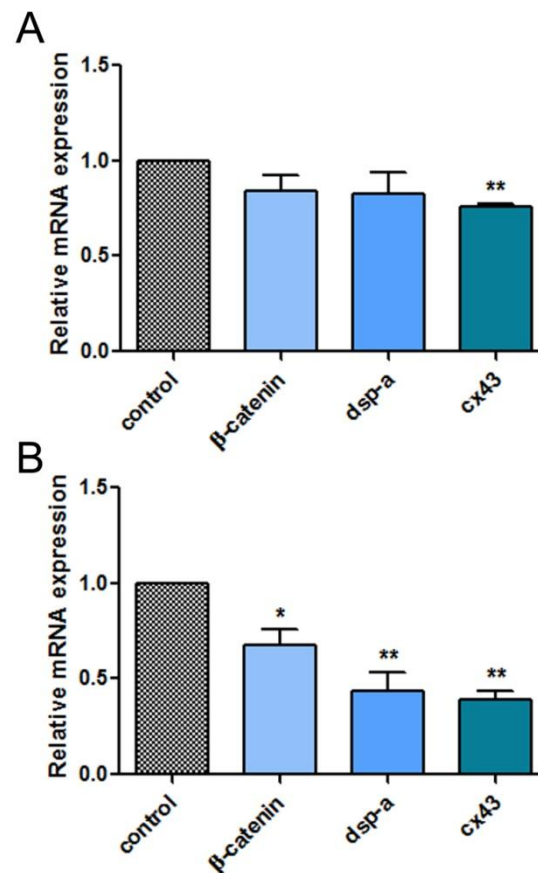 A
Relative mRNA expression
1.5
1.0
0.5
0.0
**
control
β-catenin
dsp-a
cx43
B
Relative mRNA expression
1.5
1.0
0.5
0.0
*
**
**
control
β-catenin
dsp-a
cx43